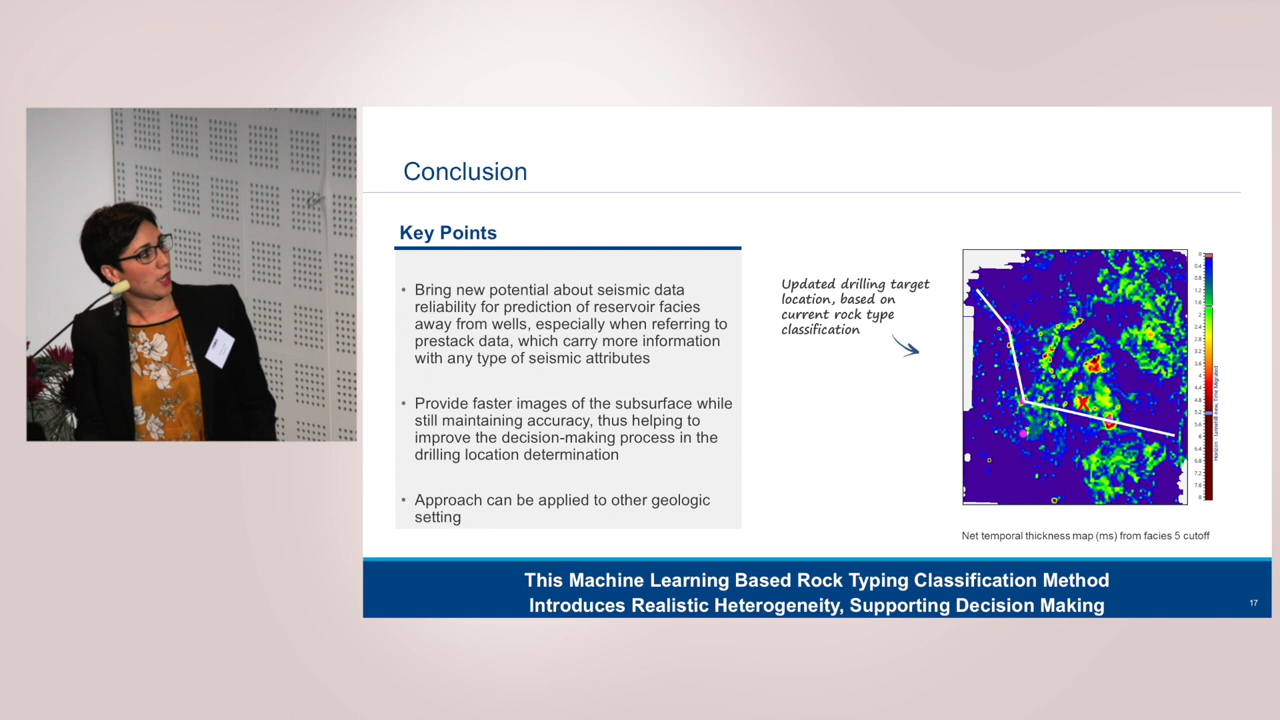 Conclusion
Key Points
• Bring new potential about seismic data
reliability for prediction of reservoir facies
away from wells, especially when referring to
prestack data, which carry more information
with any type of seismic attributes
• Provide faster images of the subsurface while
still maintaining accuracy, thus helping to
improve the decision-making process in the
drilling location determination
• Approach can be applied to other geologic
setting
Updated drilling target
location, based on
current rock type
classification
Net temporal thickness map (ms) from facies 5 cutoff
This Machine Learning Based Rock Typing Classification Method
Introduces Realistic Heterogeneity, Supporting Decision Making
17